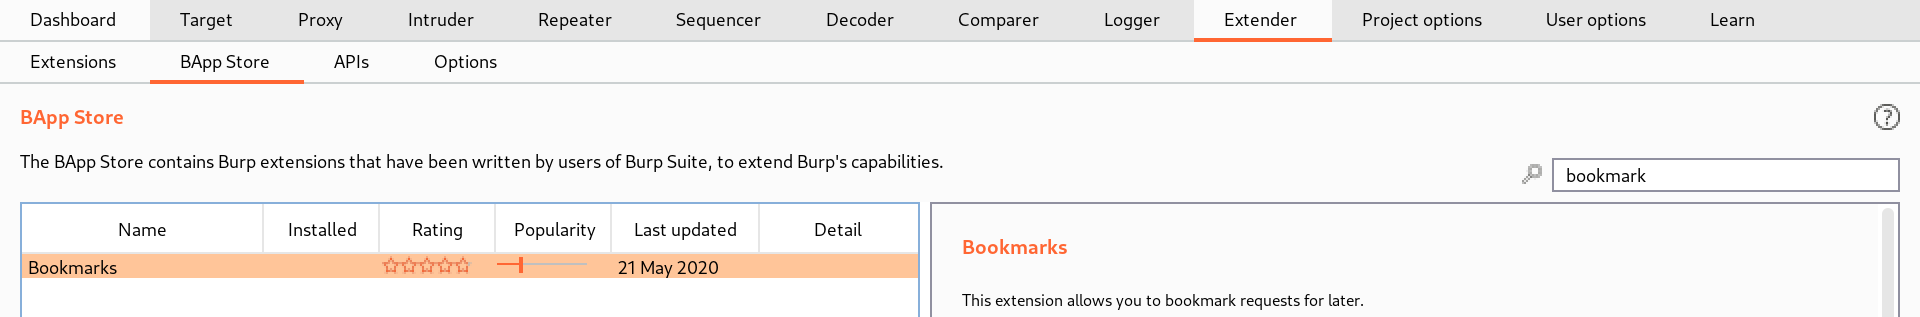 Dashboard Target Proxy Intruder Repeater Sequencer Decoder Comparer Logger Extender Project options User options Learn
Extensions BApp Store APIs Options
BApp Store
?
The BApp Store contains Burp extensions that have been written by users of Burp Suite, to extend Burp's capabilities.
bookmark
Name Installed Rating Popularity Last updated Detail
Bookmarks 21 May 2020
Bookmarks
This extension allows you to bookmark requests for later.